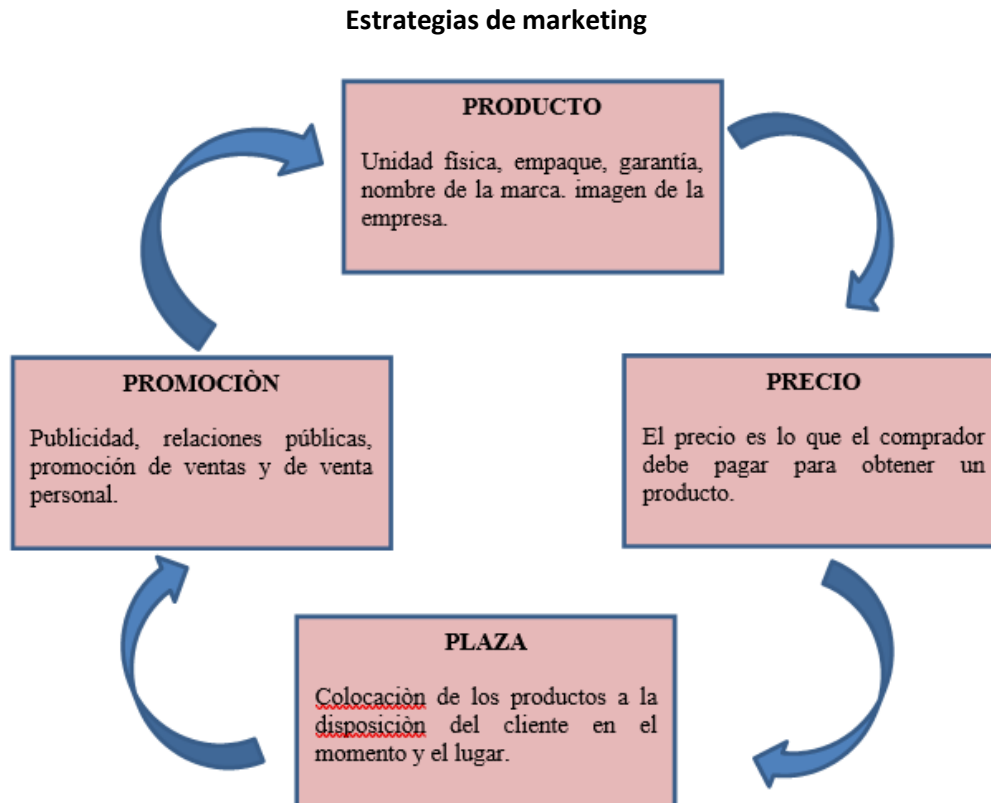 Estrategias de marketing
PRODUCTO
Unidad física, empaque, garantía,
nombre de la marca. imagen de la
empresa.
PROMOCIÒN
Publicidad, relaciones públicas,
promoción de ventas y de venta
personal.
PRECIO
El precio es lo que el comprador
debe pagar para obtener un
producto.
PLAZA
Colocaciòn de los productos a la
disposiciòn del cliente en el
momento y el lugar.